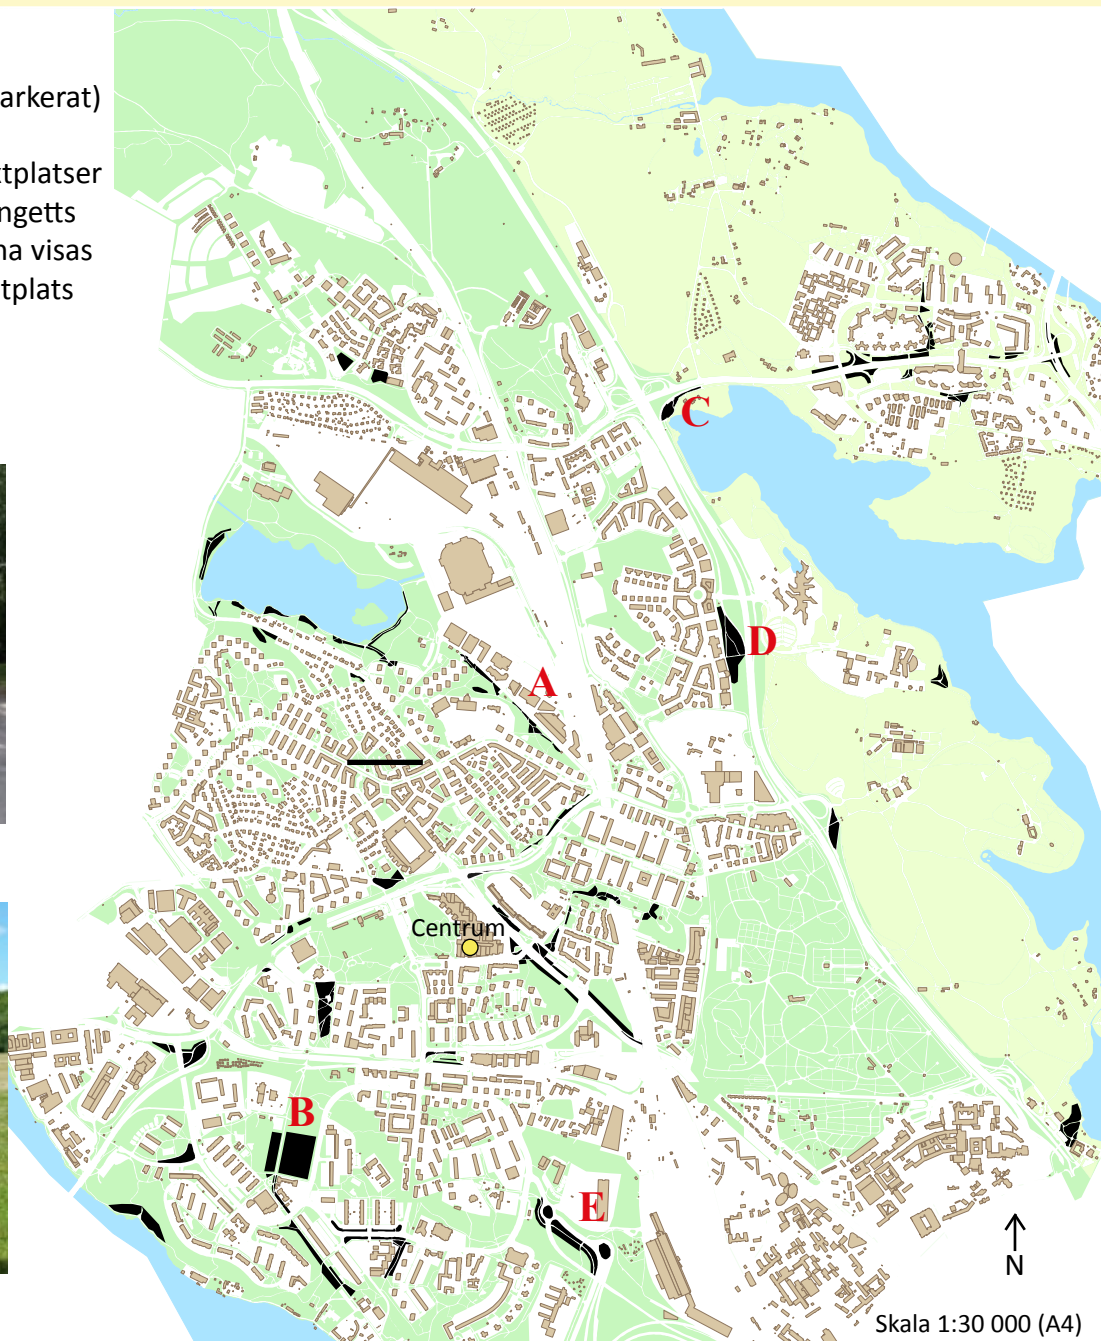 arkerat)
tplatser
ngetts
na visas
tplats
C
D
A
Centrum
B
E
N
Skala 1:30 000 (A4)